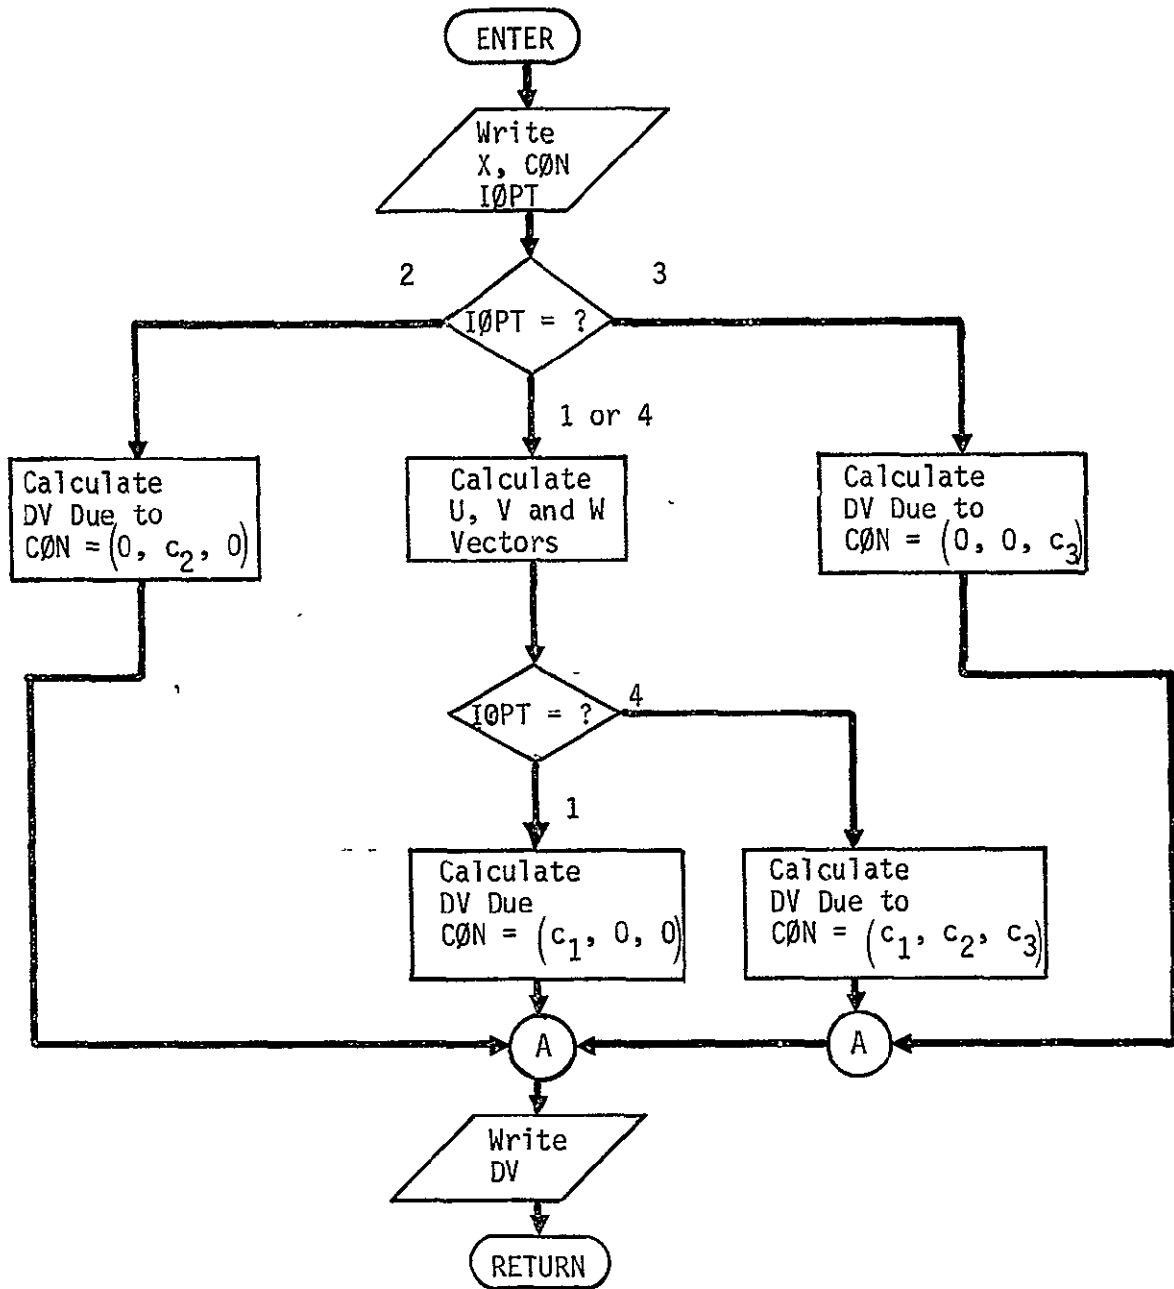 ENTER
Write
X, CØN
IØPT
2
3
IØPT = ?
1 or 4
Calculate
DV Due to
CØN = (0, c₂, 0)
Calculate
U, V and W
Vectors
Calculate
DV Due to
CØN = (0, 0, c₃)
IØPT = ?
4
1
Calculate
DV Due
CØN = (c₁, 0, 0)
Calculate
DV Due to
CØN = (c₁, c₂, c₃)
A
A
Write
DV
RETURN